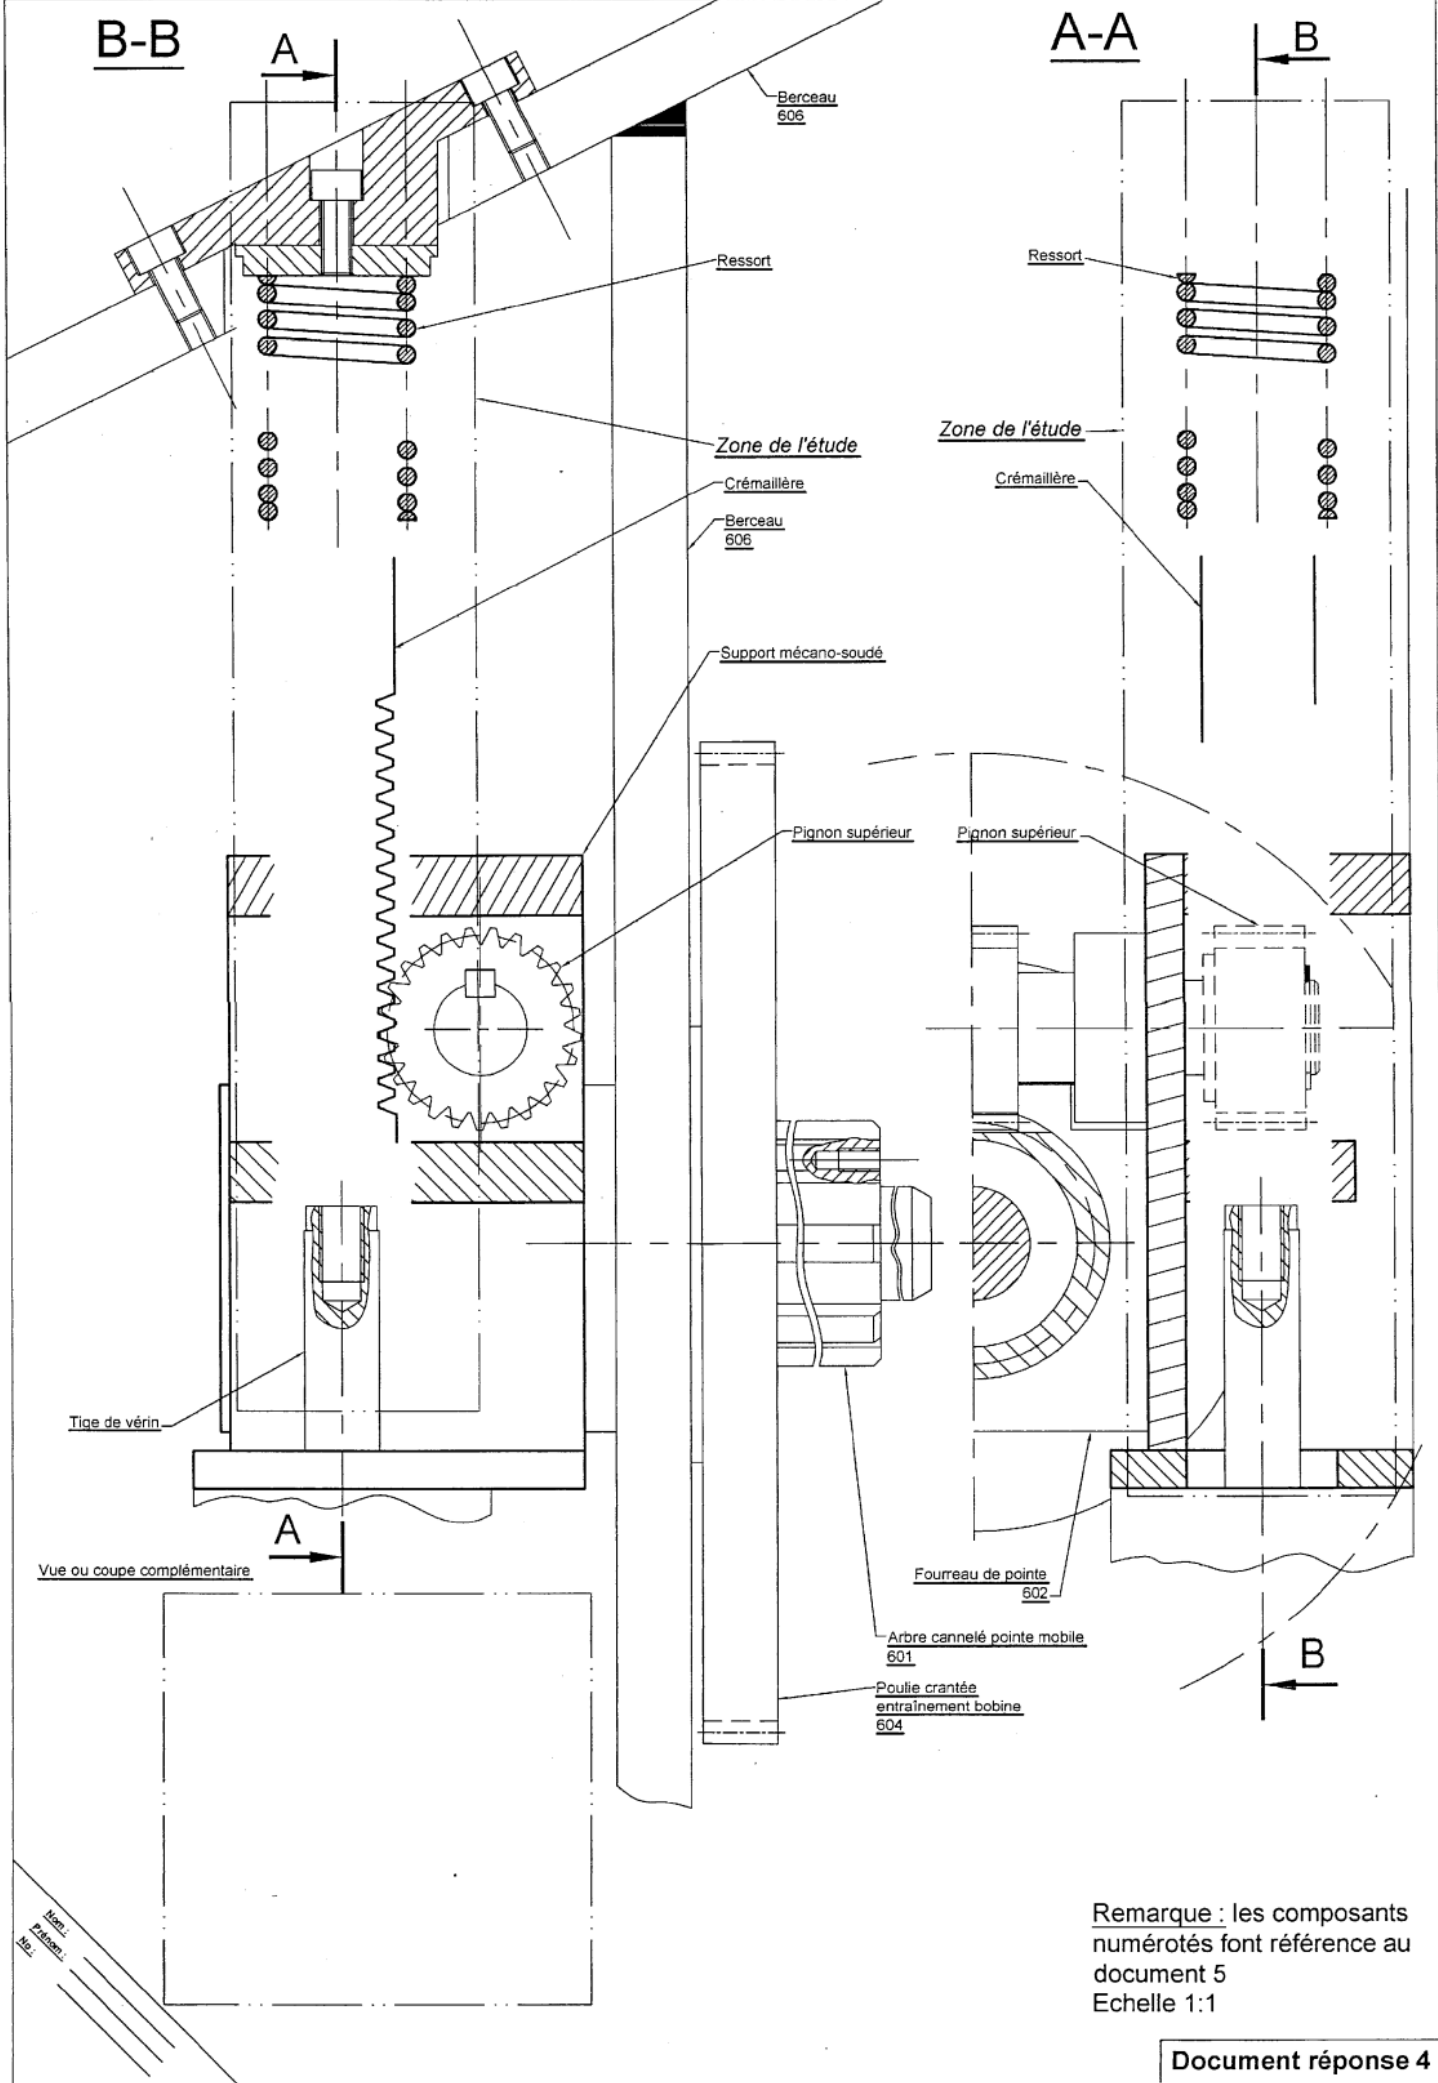 B-B
A
A-A
B
Berceau
606
Ressort
Ressort
Zone de l'étude
Zone de l'étude
Crémaillère
Crémaillère
Berceau
606
Support mécano-soudé
Pignon supérieur
Pignon supérieur
Tige de vérin
A
Vue ou coupe complémentaire
Fourreau de pointe
602
Arbre cannelé pointe mobile
601
B
Poulie crantée
entraînement bobine
604
Nom :
Prénom :
No :
Remarque : les composants
numérotés font référence au
document 5
Echelle 1:1
Document réponse 4